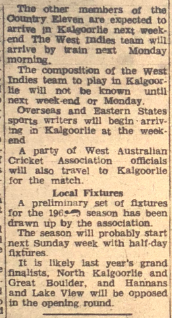 The other members of the
Country Eleven are expected to
arrive in Kalgoorlie next week-
end The West Indies team will
arrive by train next Monday
morning.
The composition of the West
Indies team to play in Kalgoor-
lie will not be known until
next week-end or Monday.
Overseas and Eastern States
sports writers will begin arriv-
ing in Kalgoorlie at the week-
end
A party of West Australian
Cricket Association officials
will also travel to Kalgoorlie
for the match.
Local Fixtures
A preliminary set of fixtures
for the season has been
drawn up by the association.
The season will probably start
next Sunday week with half-day
fixtures.
It is likely last year's grand
finalists, North Kalgoorlie and
Great Boulder, and Hannans
and Lake View will be opposed
in the opening round.